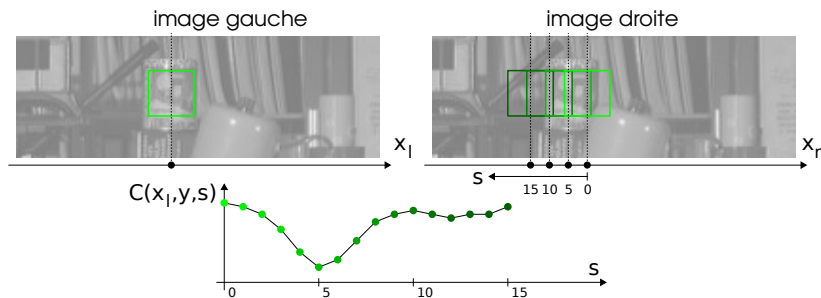 image gauche
image droite
x_l
x_r
s
15 10 5 0
C(x_l,y,s)
s
0 5 10 15